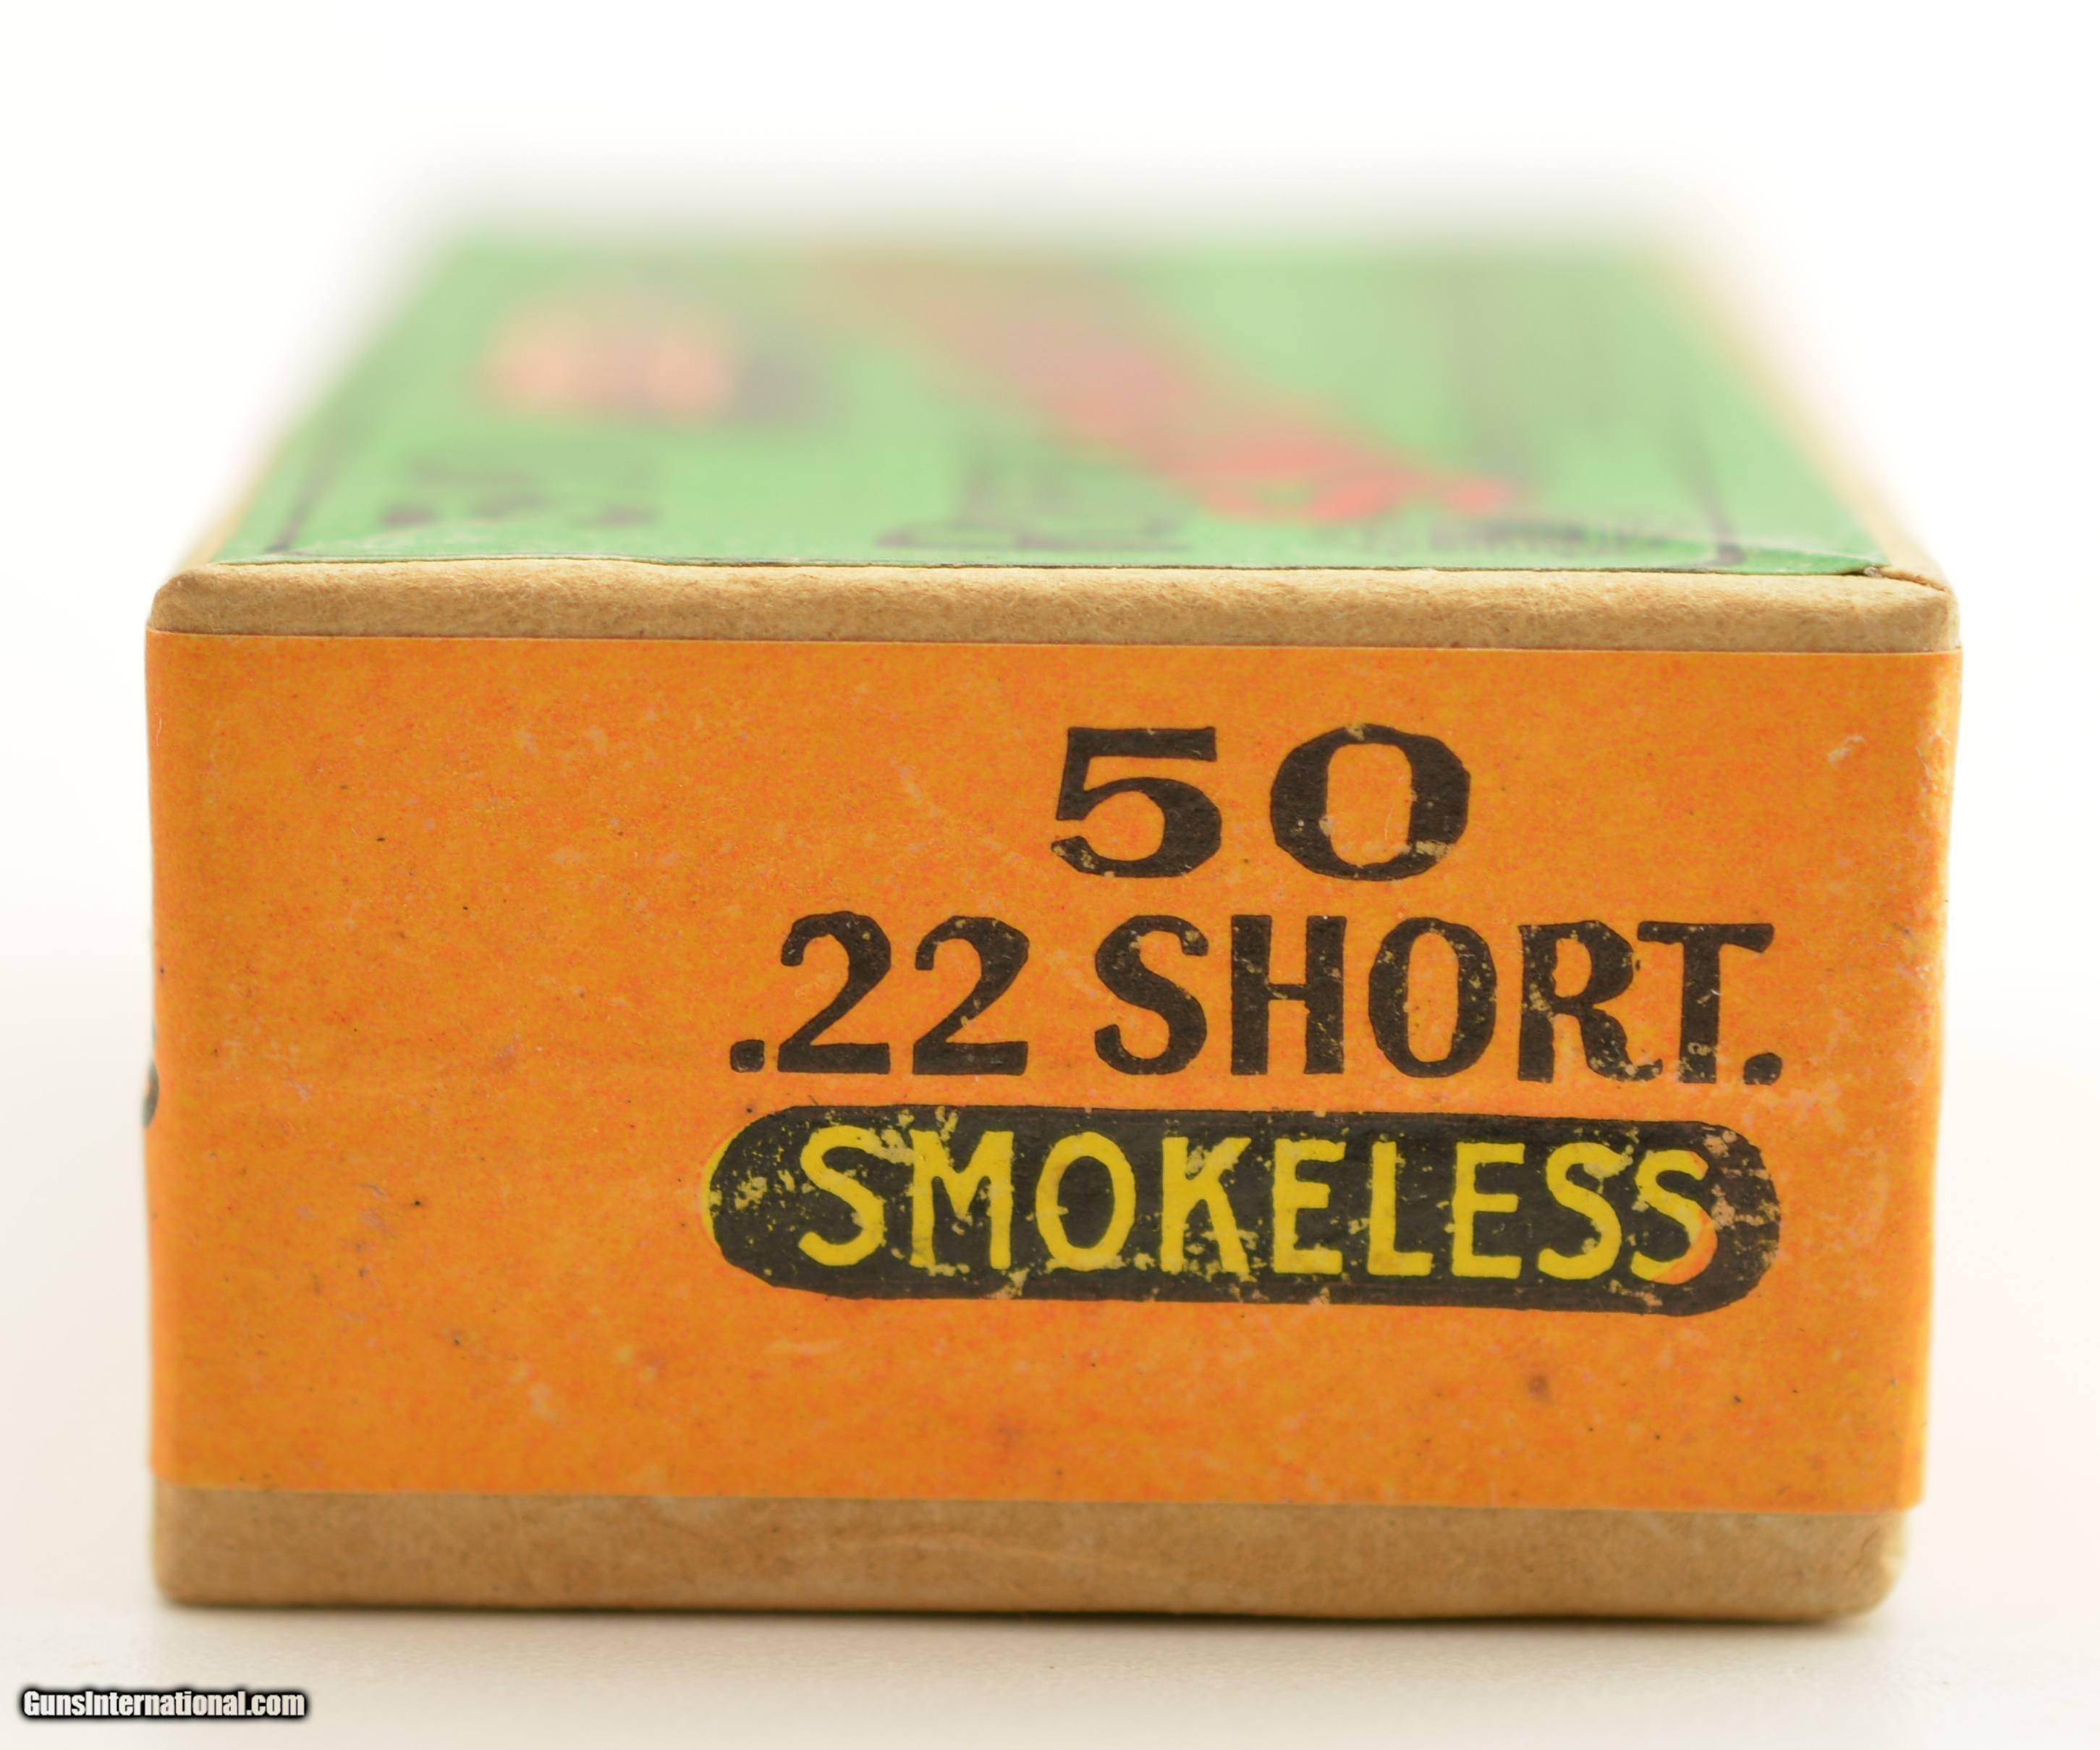 50
.22 SHORT.
SMOKELESS
GunsInternational.com